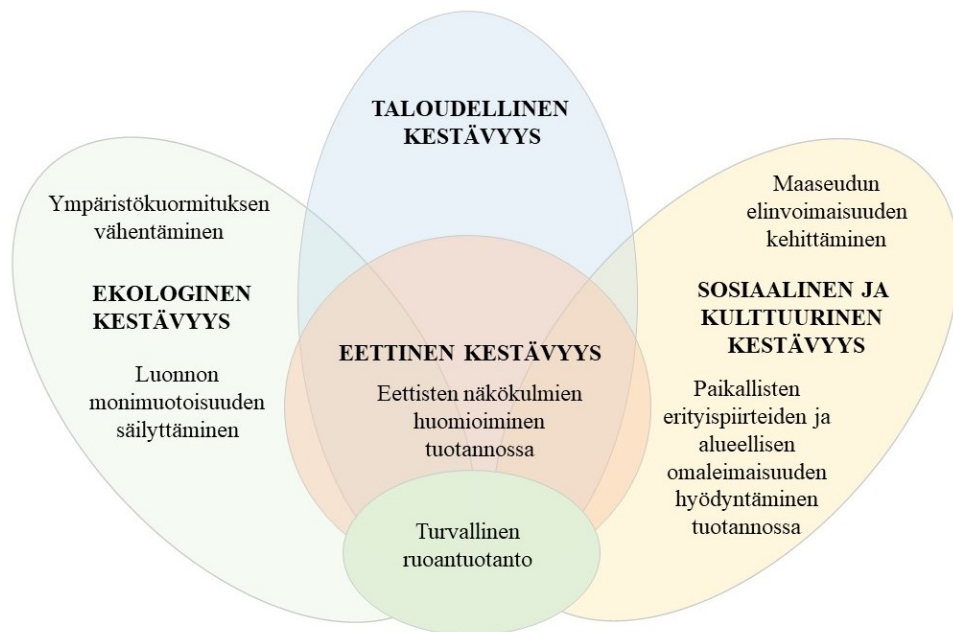 TALOUDELLINEN
KESTÄVYYS
Ympäristökuormituksen
vähentäminen
EKOLOGINEN
KESTÄVYYS
Luonnon
monimuotoisuuden
säilyttäminen
EETTINEN KESTÄVYYS
Eettisten näkökulmien
huomioiminen
tuotannossa
Maaseudun
elinvoimaisuuden
kehittäminen
SOSIAALINEN JA
KULTTUURINEN
KESTÄVYYS
Paikallisten
erityispiirteiden ja
alueellisen
omaleimaisuuden
hyödyntäminen
tuotannossa
Turvallinen
ruoantuotanto